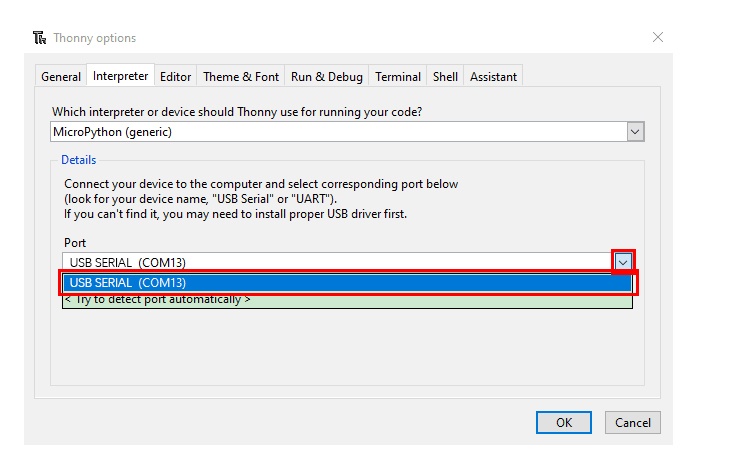 Thonny options
General Interpreter Editor Theme & Font Run & Debug Terminal Shell Assistant
Which interpreter or device should Thonny use for running your code?
MicroPython (generic)
Details
Connect your device to the computer and select corresponding port below
(look for your device name, "USB Serial" or "UART").
If you can't find it, you may need to install proper USB driver first.
Port
USB SERIAL (COM13)
USB SERIAL (COM13)
< Try to detect port automatically >
OK Cancel